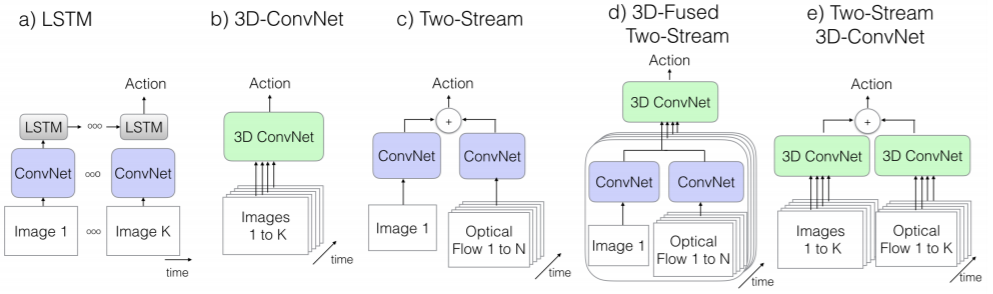 a) LSTM
Action
LSTM
ooo
LSTM
ConvNet
ooo
ConvNet
Image 1
ooo
Image K
time
b) 3D-ConvNet
Action
3D ConvNet
Images
1 to K
time
c) Two-Stream
Action
+
ConvNet
ConvNet
Image 1
Optical
Flow 1 to N
time
d) 3D-Fused
Two-Stream
Action
3D ConvNet
ConvNet
ConvNet
Image 1
Optical
Flow 1 to N
time
e) Two-Stream
3D-ConvNet
Action
+
3D ConvNet
3D ConvNet
Images
1 to K
Optical
Flow 1 to K
time